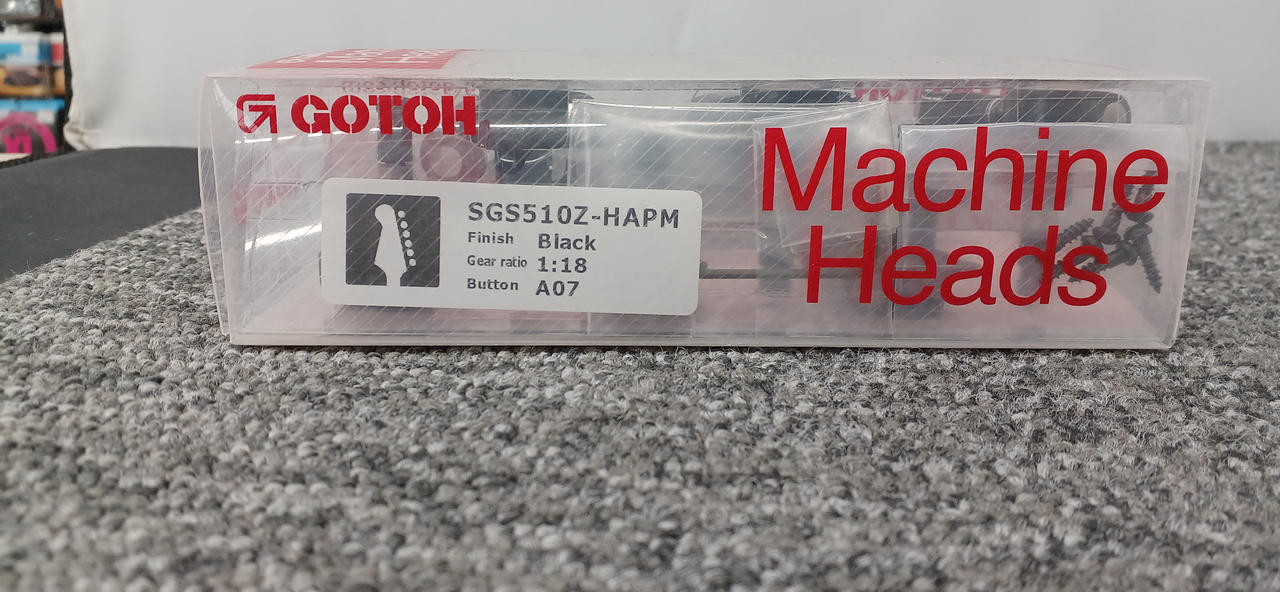 GOTOH
SGS510Z-HAPM
Finish Black
Gear ratio 1:18
Button A07
Machine
Heads